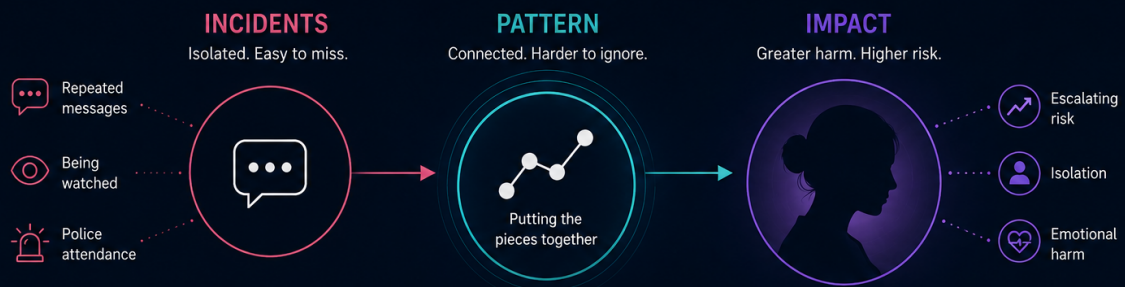 INCIDENTS
Isolated. Easy to miss.
Repeated
messages
Being
watched
Police
attendance
PATTERN
Connected. Harder to ignore.
Putting the
pieces together
IMPACT
Greater harm. Higher risk.
Escalating
risk
Isolation
Emotional
harm